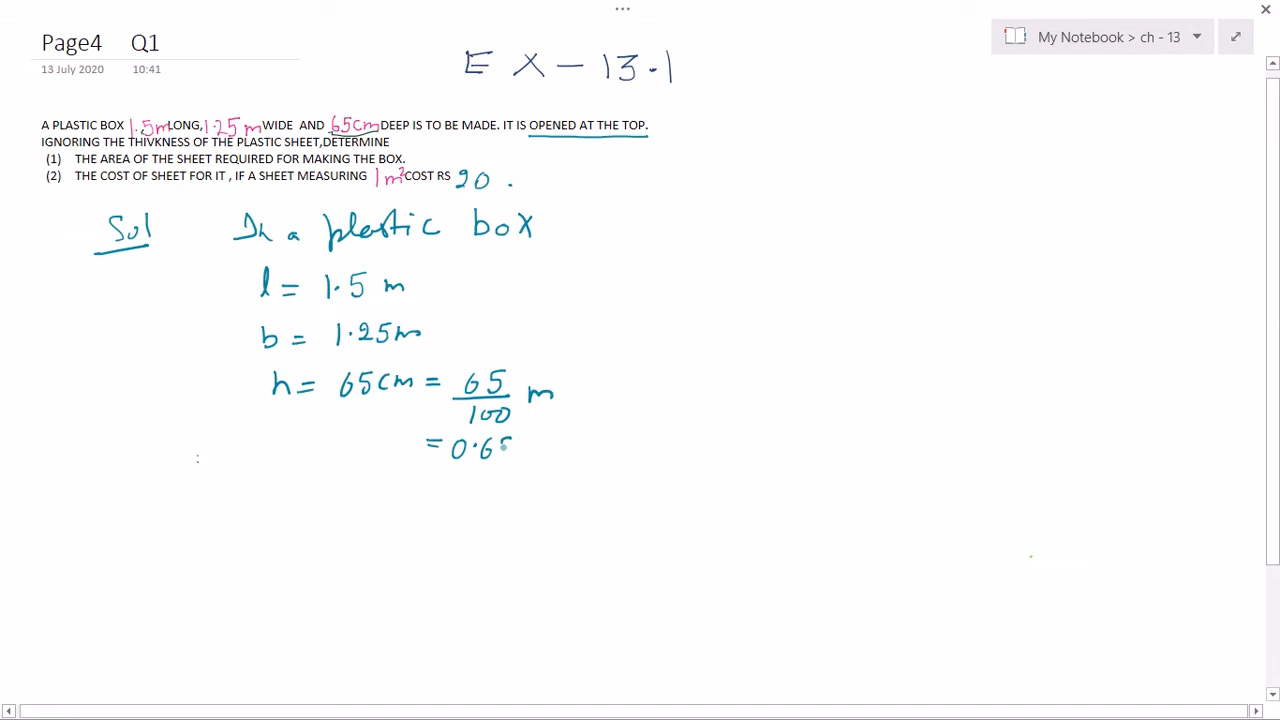 Page4 Q1
My Notebook > ch - 13
13 July 2020 10:41
EX - 13.1
A PLASTIC BOX 1.5m LONG, 1.25 m WIDE AND 65cm DEEP IS TO BE MADE. IT IS OPENED AT THE TOP.
IGNORING THE THIVKNESS OF THE PLASTIC SHEET,DETERMINE
(1) THE AREA OF THE SHEET REQUIRED FOR MAKING THE BOX.
(2) THE COST OF SHEET FOR IT , IF A SHEET MEASURING 1 m² COST RS 20 .
Sol In a plastic box
l = 1.5 m
b = 1.25m
h = 65cm = 65/100 m
= 0.65